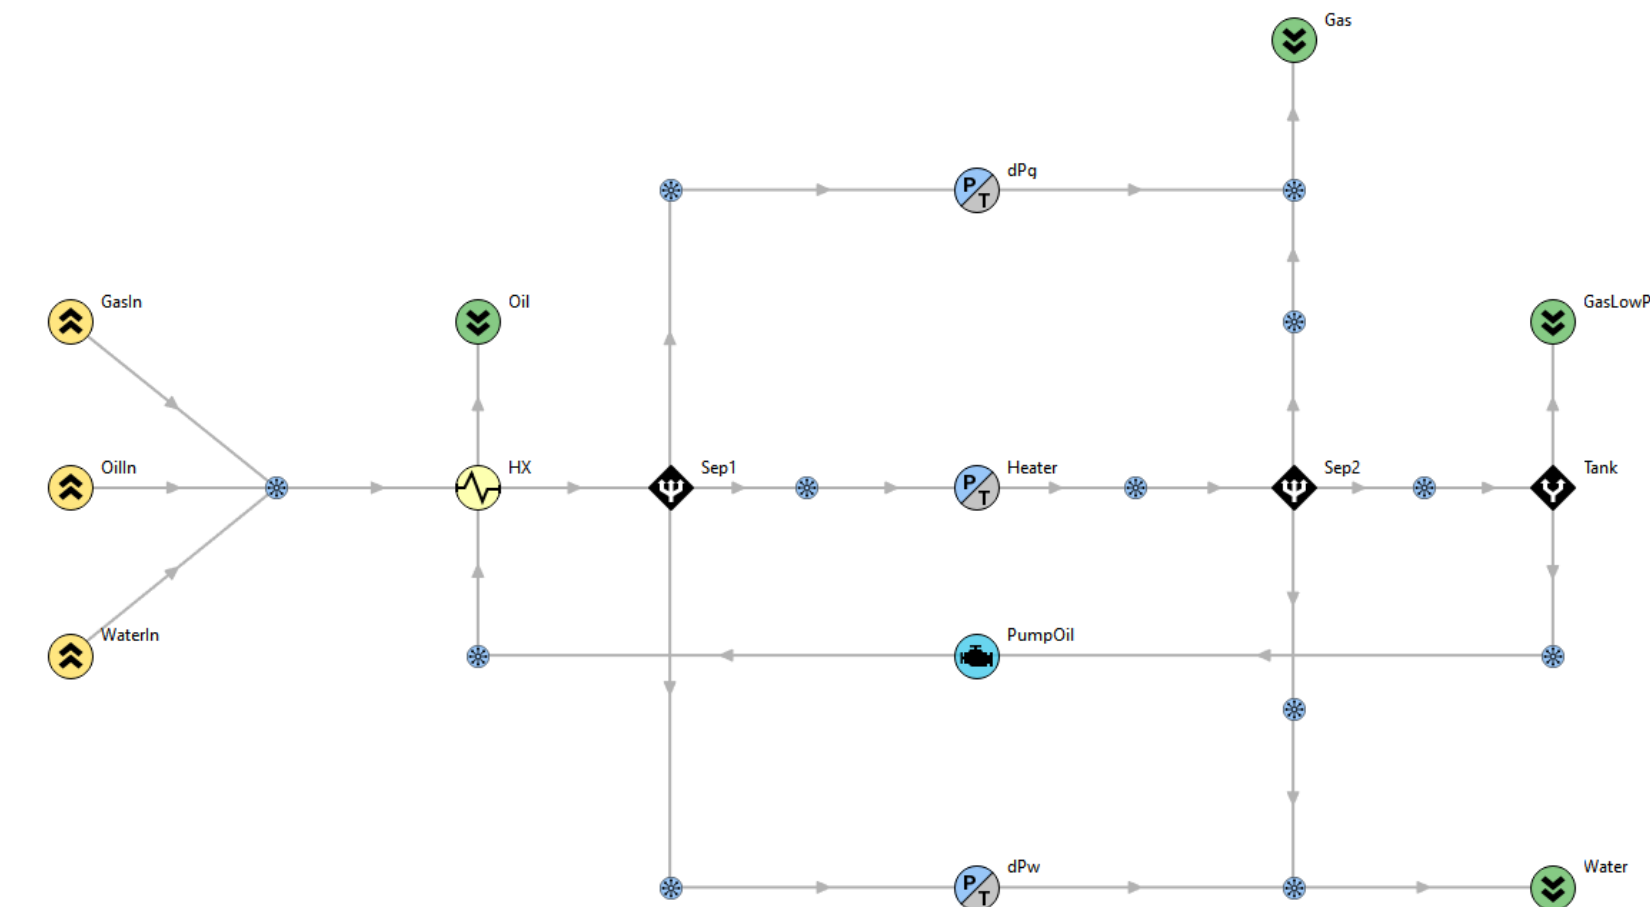 Gas
dPq
P
T
GasIn
Oil
GasLowP
OilIn
HX
Sep1
Heater
P
T
Sep2
Tank
WaterIn
PumpOil
dPw
P
T
Water